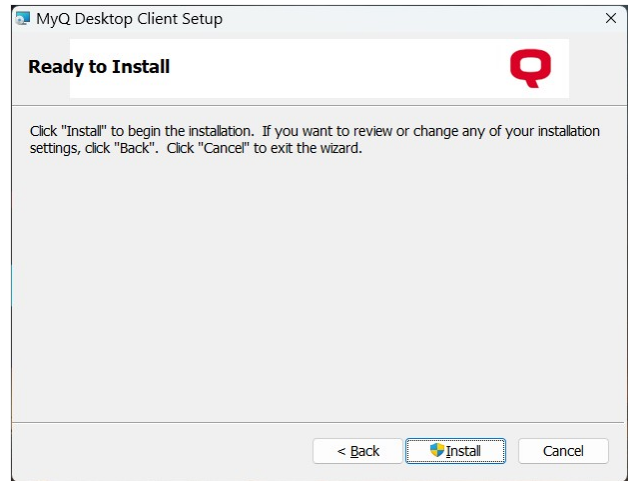 MyQ Desktop Client Setup
Ready to Install
Click "Install" to begin the installation. If you want to review or change any of your installation
settings, click "Back". Click "Cancel" to exit the wizard.
< Back Install Cancel